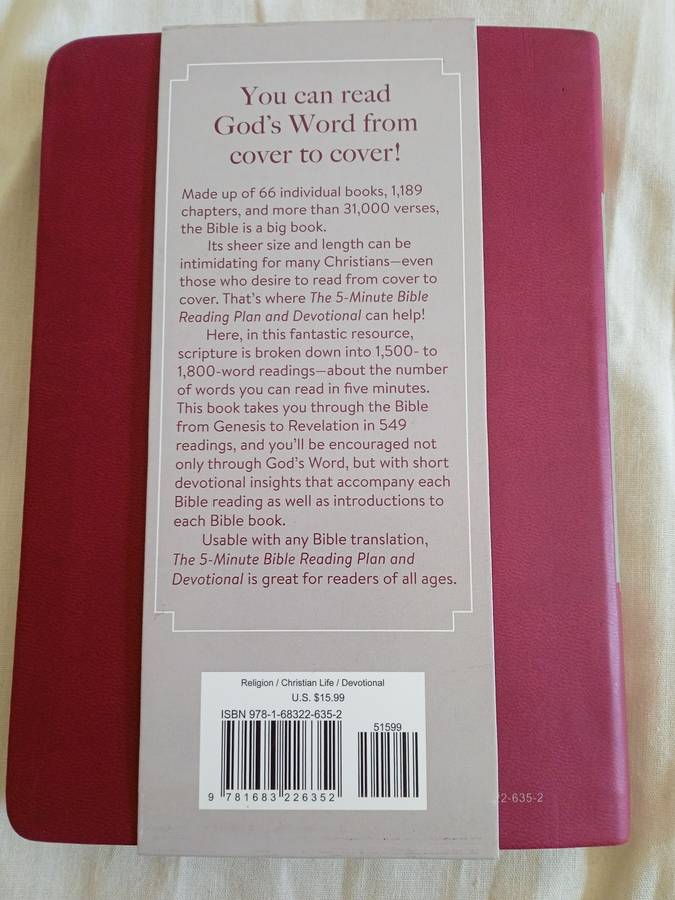 You can read
God's Word from
cover to cover!
Made up of 66 individual books, 1,189
chapters, and more than 31,000 verses,
the Bible is a big book.
Its sheer size and length can be
intimidating for many Christians—even
those who desire to read from cover to
cover. That's where The 5-Minute Bible
Reading Plan and Devotional can help!
Here, in this fantastic resource,
scripture is broken down into 1,500- to
1,800-word readings—about the number
of words you can read in five minutes.
This book takes you through the Bible
from Genesis to Revelation in 549
readings, and you'll be encouraged not
only through God's Word, but with short
devotional insights that accompany each
Bible reading as well as introductions to
each Bible book.
Usable with any Bible translation,
The 5-Minute Bible Reading Plan and
Devotional is great for readers of all ages.
Religion / Christian Life / Devotional
U.S. $15.99
ISBN 978-1-68322-635-2
51599
9 781683 226352
22-635-2